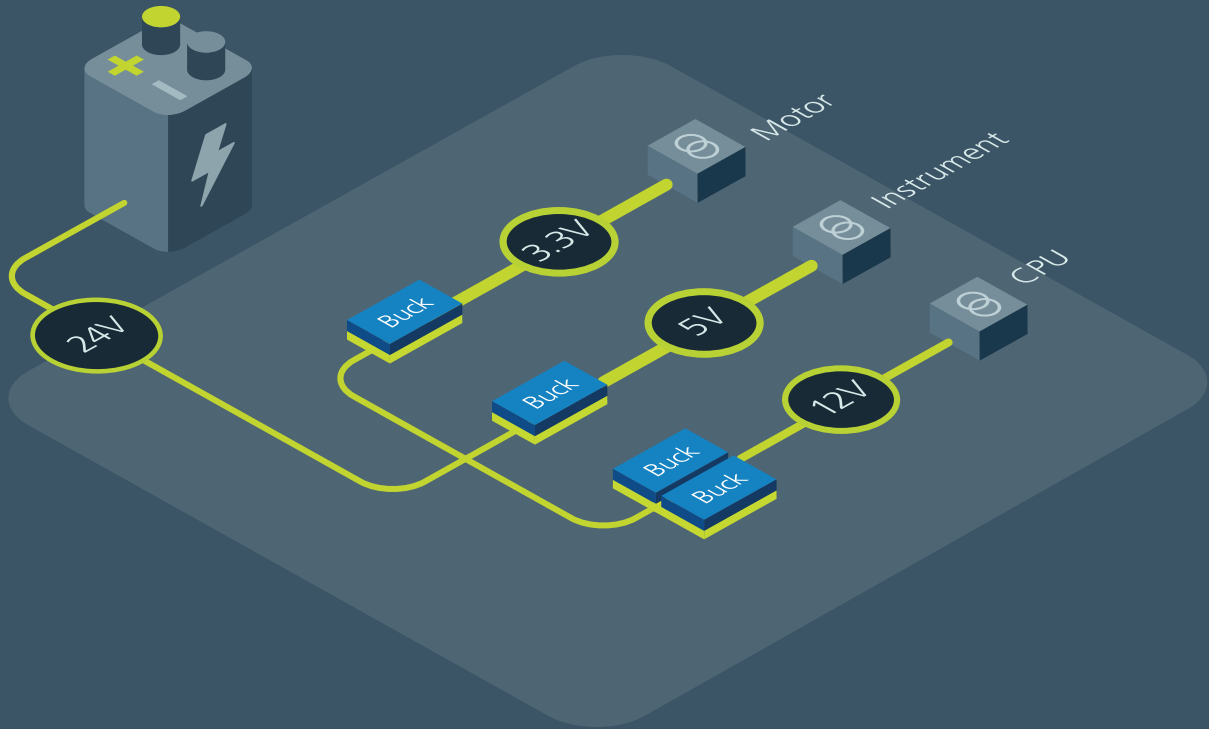 Motor
Instrument
CPU
3.3V
5V
12V
24V
Buck
Buck
Buck
Buck